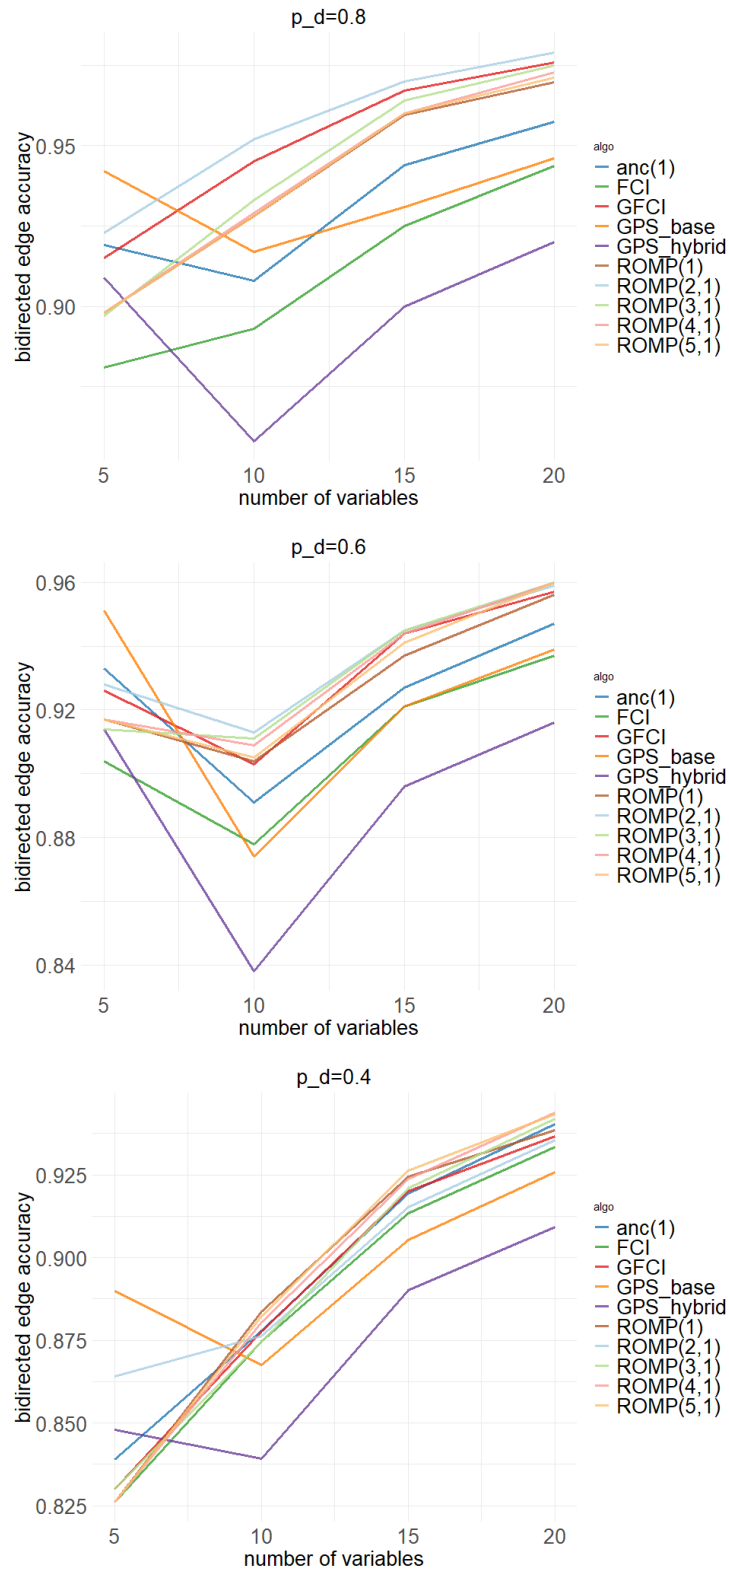 p_d=0.8
bidirected edge accuracy
0.95
0.90
5 10 15 20
number of variables
algo
anc(1)
FCI
GFCI
GPS_base
GPS_hybrid
ROMP(1)
ROMP(2,1)
ROMP(3,1)
ROMP(4,1)
ROMP(5,1)
p_d=0.6
bidirected edge accuracy
0.96
0.92
0.88
0.84
5 10 15 20
number of variables
algo
anc(1)
FCI
GFCI
GPS_base
GPS_hybrid
ROMP(1)
ROMP(2,1)
ROMP(3,1)
ROMP(4,1)
ROMP(5,1)
p_d=0.4
bidirected edge accuracy
0.925
0.900
0.875
0.850
0.825
5 10 15 20
number of variables
algo
anc(1)
FCI
GFCI
GPS_base
GPS_hybrid
ROMP(1)
ROMP(2,1)
ROMP(3,1)
ROMP(4,1)
ROMP(5,1)